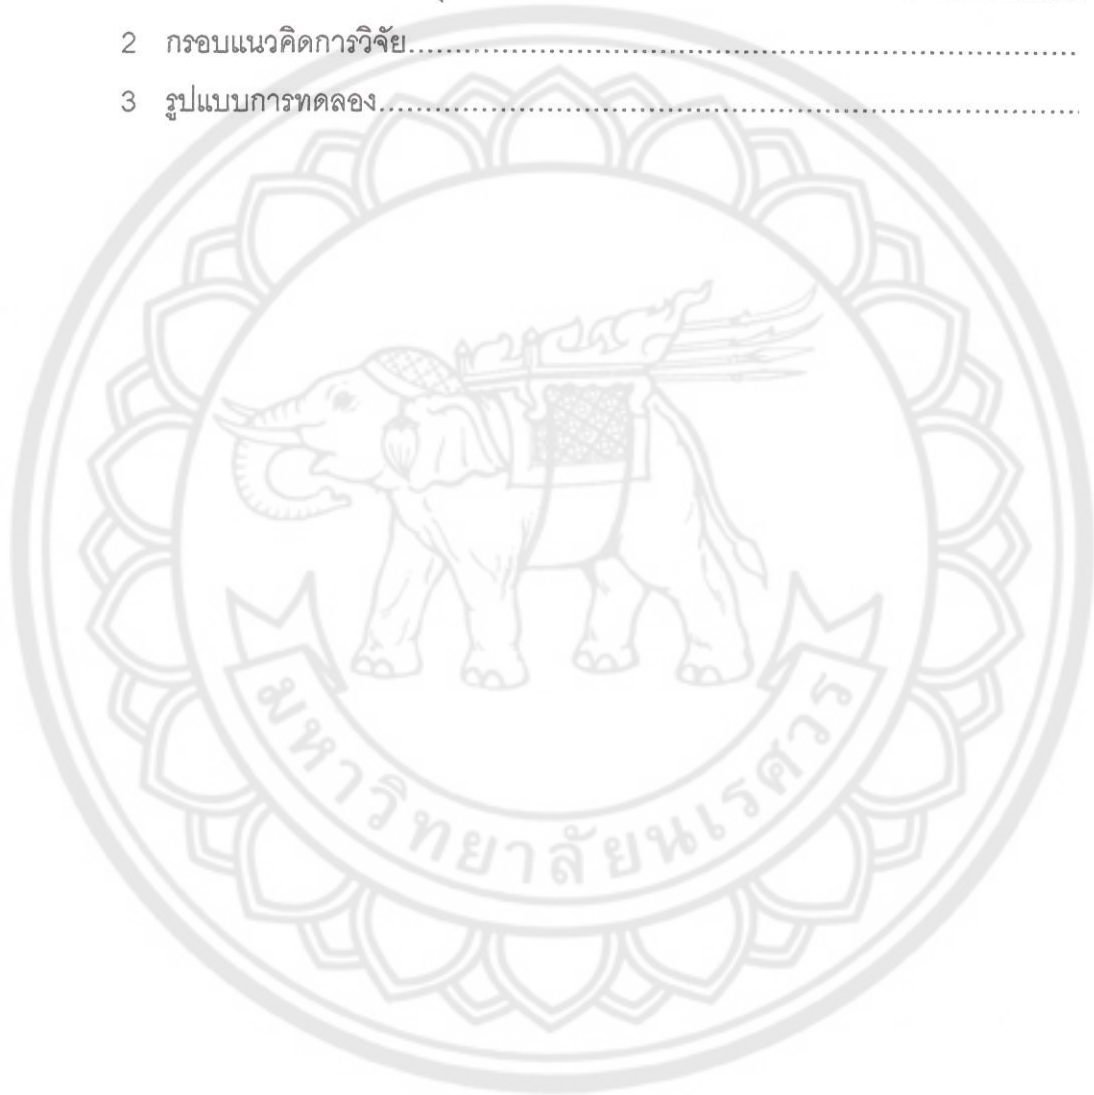 2 กรอบแนวคิดการวิจัย
3 รูปแบบการทดลอง
มหาวิทยาลัยนเรศวร